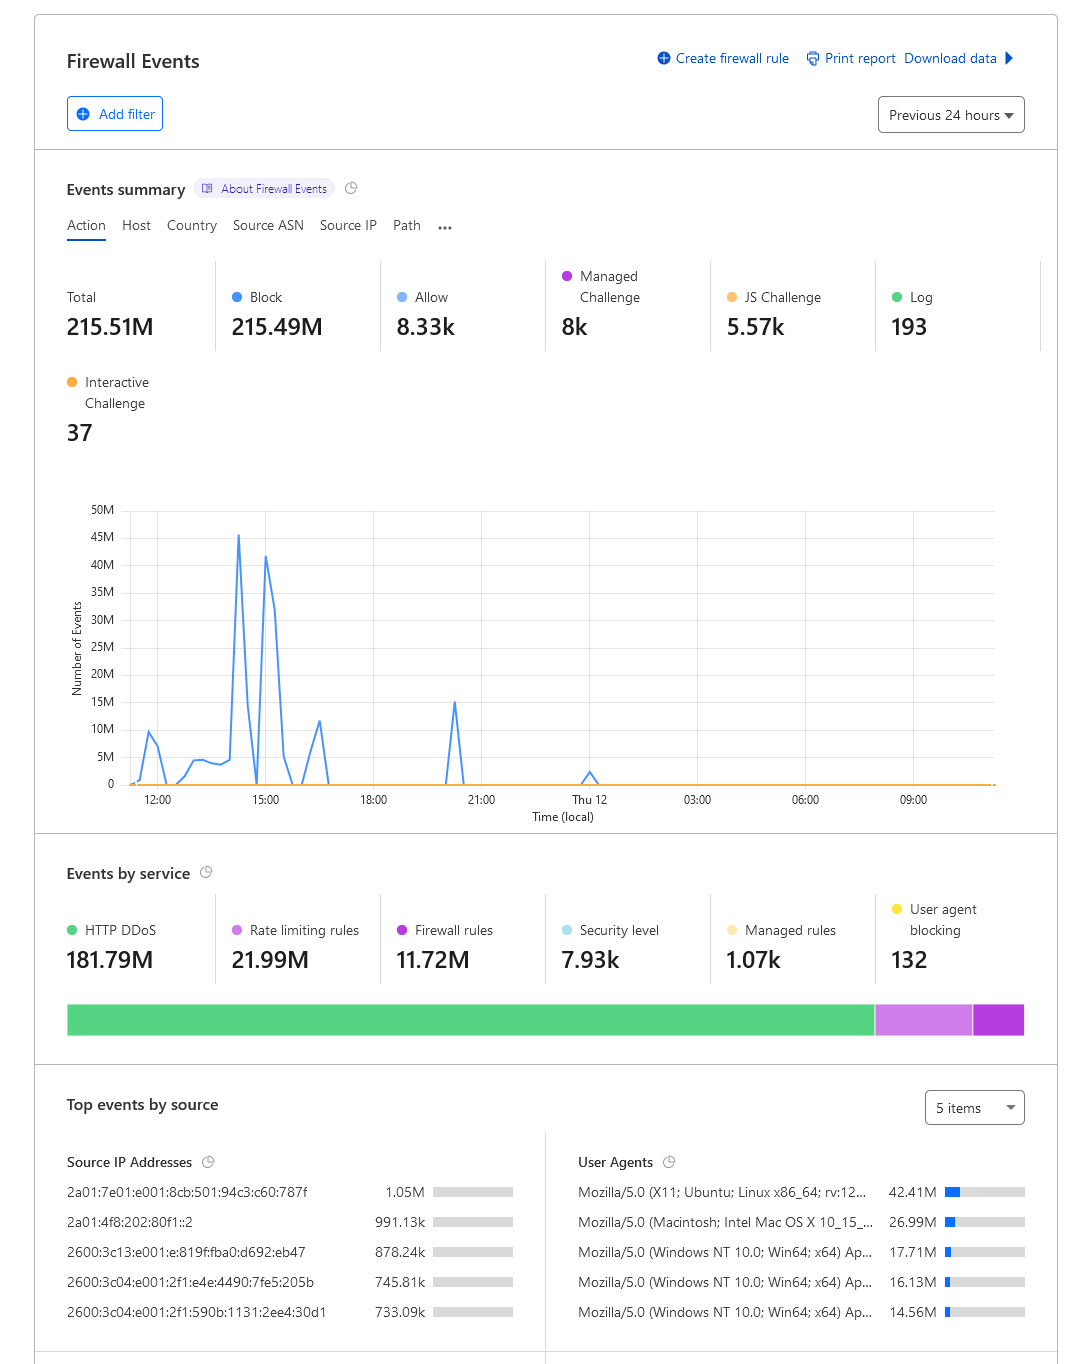 Firewall Events
Create firewall rule
Print report
Download data
Add filter
Previous 24 hours
Events summary
About Firewall Events
Action Host Country Source ASN Source IP Path ...
Total
215.51M
Block
215.49M
Allow
8.33k
Managed
Challenge
8k
JS Challenge
5.57k
Log
193
Interactive
Challenge
37
Number of Events
50M
45M
40M
35M
30M
25M
20M
15M
10M
5M
0
12:00 15:00 18:00 21:00 Thu 12 03:00 06:00 09:00
Time (local)
Events by service
HTTP DDoS
181.79M
Rate limiting rules
21.99M
Firewall rules
11.72M
Security level
7.93k
Managed rules
1.07k
User agent
blocking
132
Top events by source
5 items
Source IP Addresses
2a01:7e01:e001:8cb:501:94c3:c60:787f 1.05M
2a01:4f8:202:80f1::2 991.13k
2600:3c13:e001:e:819f:fba0:d692:eb47 878.24k
2600:3c04:e001:2f1:e4e:4490:7fe5:205b 745.81k
2600:3c04:e001:2f1:590b:1131:2ee4:30d1 733.09k
User Agents
Mozilla/5.0 (X11; Ubuntu; Linux x86_64; rv:12... 42.41M
Mozilla/5.0 (Macintosh; Intel Mac OS X 10_15_... 26.99M
Mozilla/5.0 (Windows NT 10.0; Win64; x64) Ap... 17.71M
Mozilla/5.0 (Windows NT 10.0; Win64; x64) Ap... 16.13M
Mozilla/5.0 (Windows NT 10.0; Win64; x64) Ap... 14.56M